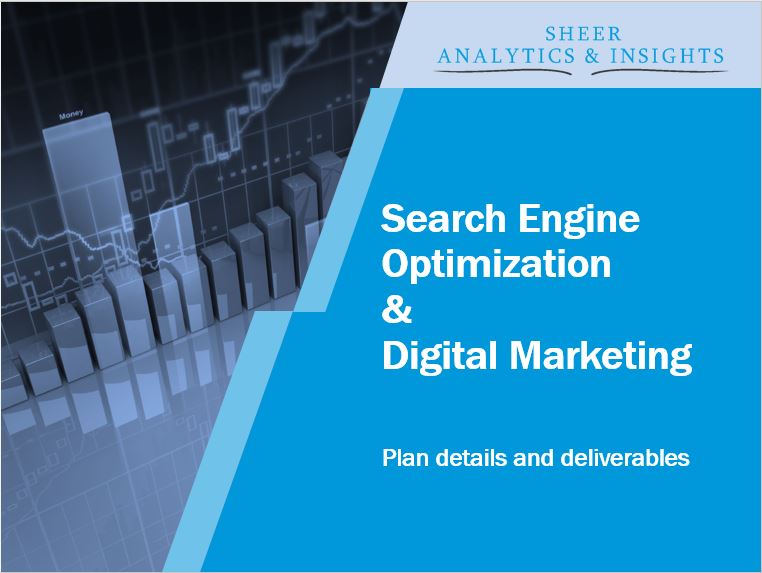 SHEER
ANALYTICS & INSIGHTS
Money
Search Engine
Optimization
&
Digital Marketing
Plan details and deliverables